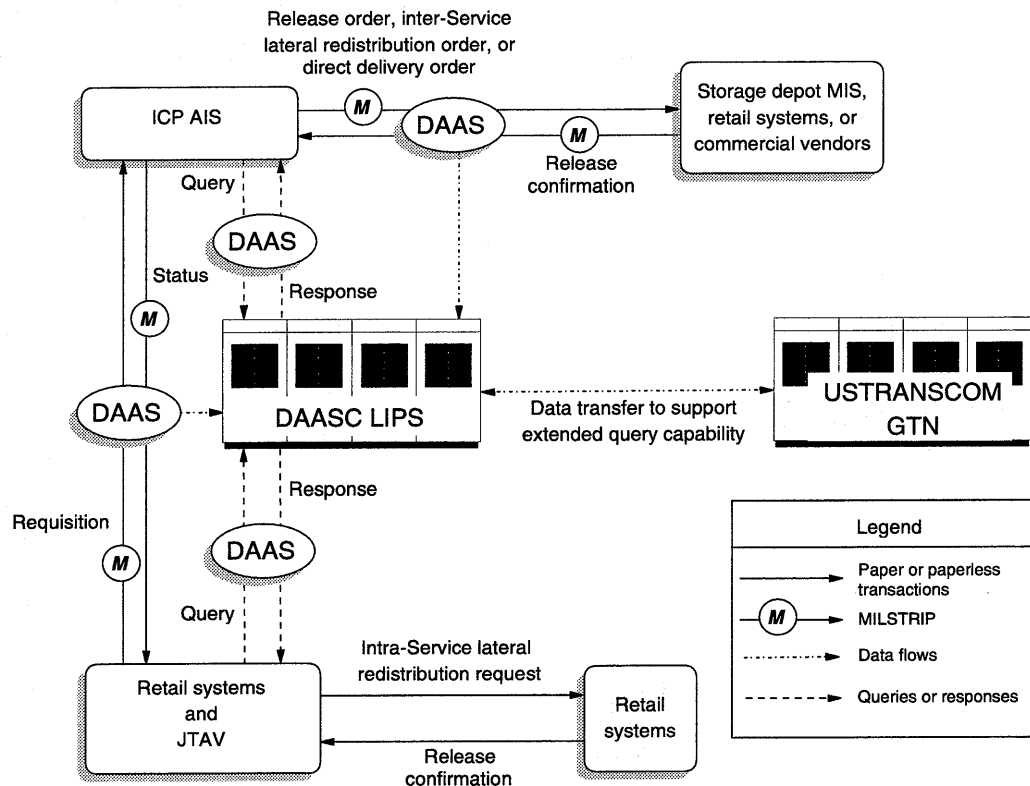 Release order, inter-Service
lateral redistribution order, or
direct delivery order
ICP AIS
M
DAAS
M
Release
confirmation
Storage depot MIS,
retail systems, or
commercial vendors
Query
DAAS
Response
Status
M
DAAS
DAASC LIPS
Data transfer to support
extended query capability
USTRANSCOM
GTN
Response
Requisition
M
DAAS
Query
Retail systems
and
JTAV
Intra-Service lateral
redistribution request
Release
confirmation
Retail
systems
Legend
Paper or paperless
transactions
M
MILSTRIP
Data flows
Queries or responses